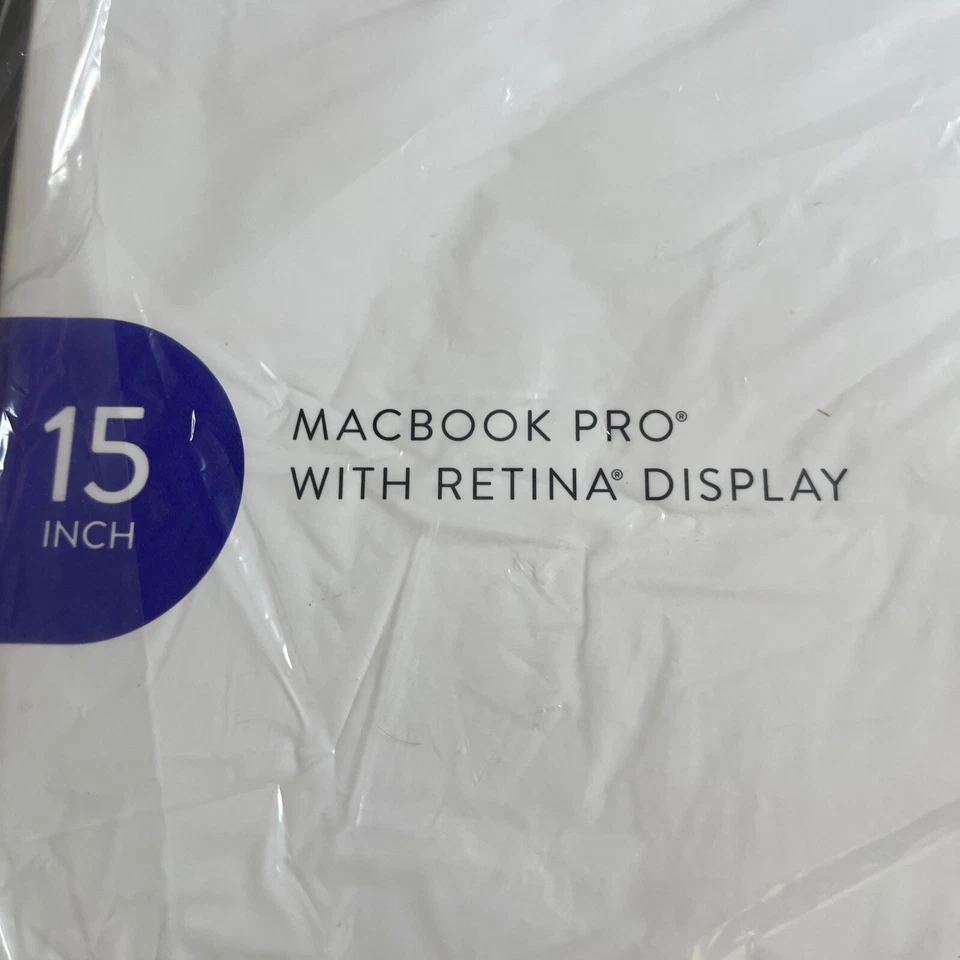 15
INCH
MACBOOK PRO®
WITH RETINA® DISPLAY